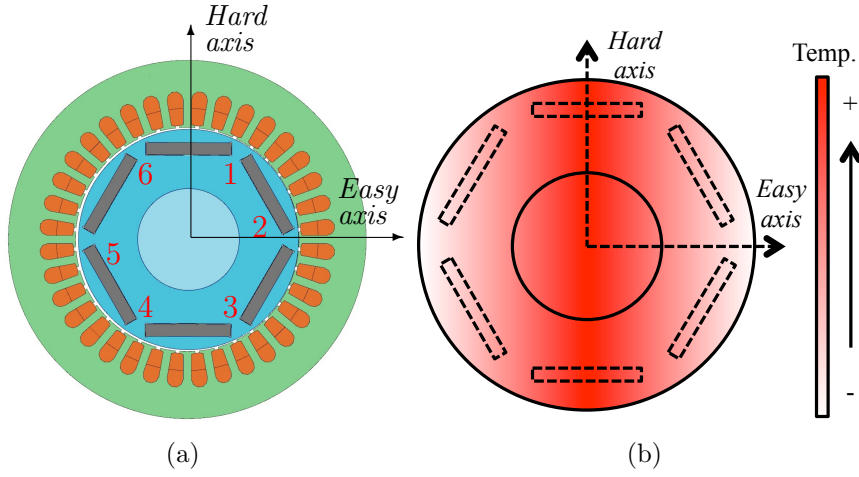 Hard
axis
6
1
Easy
axis
2
5
4
3
(a)
Hard
axis
Easy
axis
Temp.
+
-
(b)